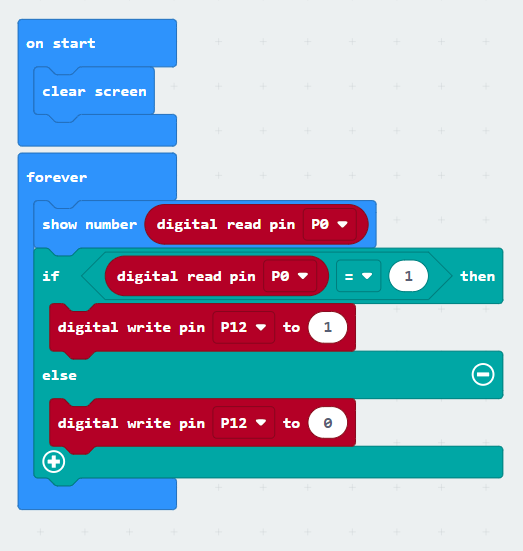 on start
clear screen
forever
show number digital read pin P0
if digital read pin P0 = 1 then
digital write pin P12 to 1
else
digital write pin P12 to 0